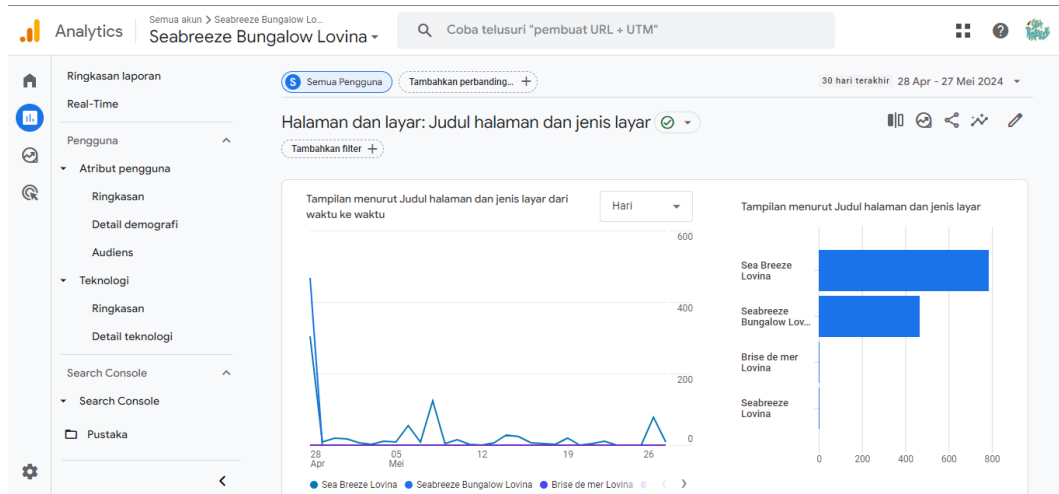 Analytics
Semua akun > Seabreeze Bungalow Lo...
Seabreeze Bungalow Lovina
Coba telusuri "pembuat URL + UTM"
Ringkasan laporan
Real-Time
Pengguna
Atribut pengguna
Ringkasan
Detail demografi
Audiens
Teknologi
Ringkasan
Detail teknologi
Search Console
Search Console
Pustaka
S Semua Pengguna
Tambahkan perbanding... +
30 hari terakhir 28 Apr - 27 Mei 2024
Halaman dan layar: Judul halaman dan jenis layar
Tambahkan filter +
Tampilan menurut Judul halaman dan jenis layar dari
waktu ke waktu
Hari
600
400
200
0
28
Apr
05
Mei
12
19
26
Sea Breeze Lovina
Seabreeze Bungalow Lovina
Brise de mer Lovina
Tampilan menurut Judul halaman dan jenis layar
Sea Breeze
Lovina
Seabreeze
Bungalow Lov...
Brise de mer
Lovina
Seabreeze
Lovina
0 200 400 600 800